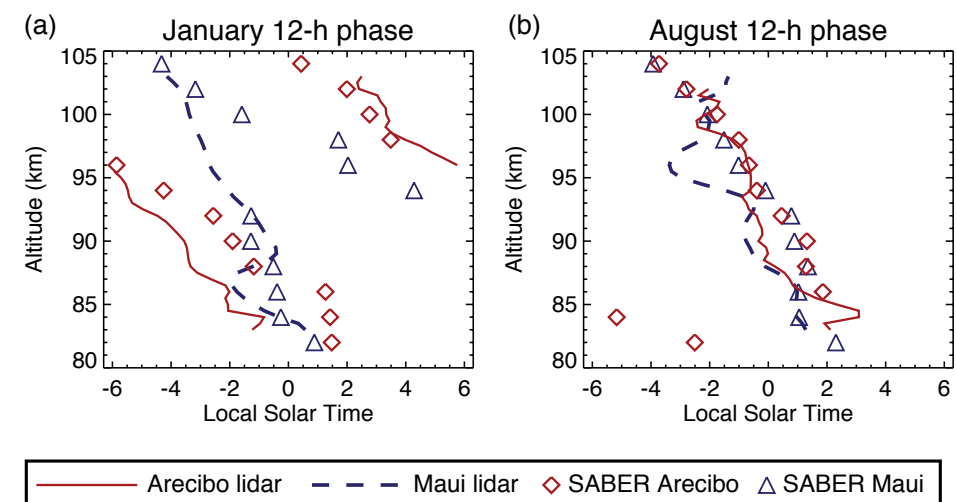 (a) January 12-h phase
105
100
95
90
85
80
Altitude (km)
-6 -4 -2 0 2 4 6
Local Solar Time
(b) August 12-h phase
105
100
95
90
85
80
Altitude (km)
-6 -4 -2 0 2 4 6
Local Solar Time
Arecibo lidar Maui lidar SABER Arecibo SABER Maui